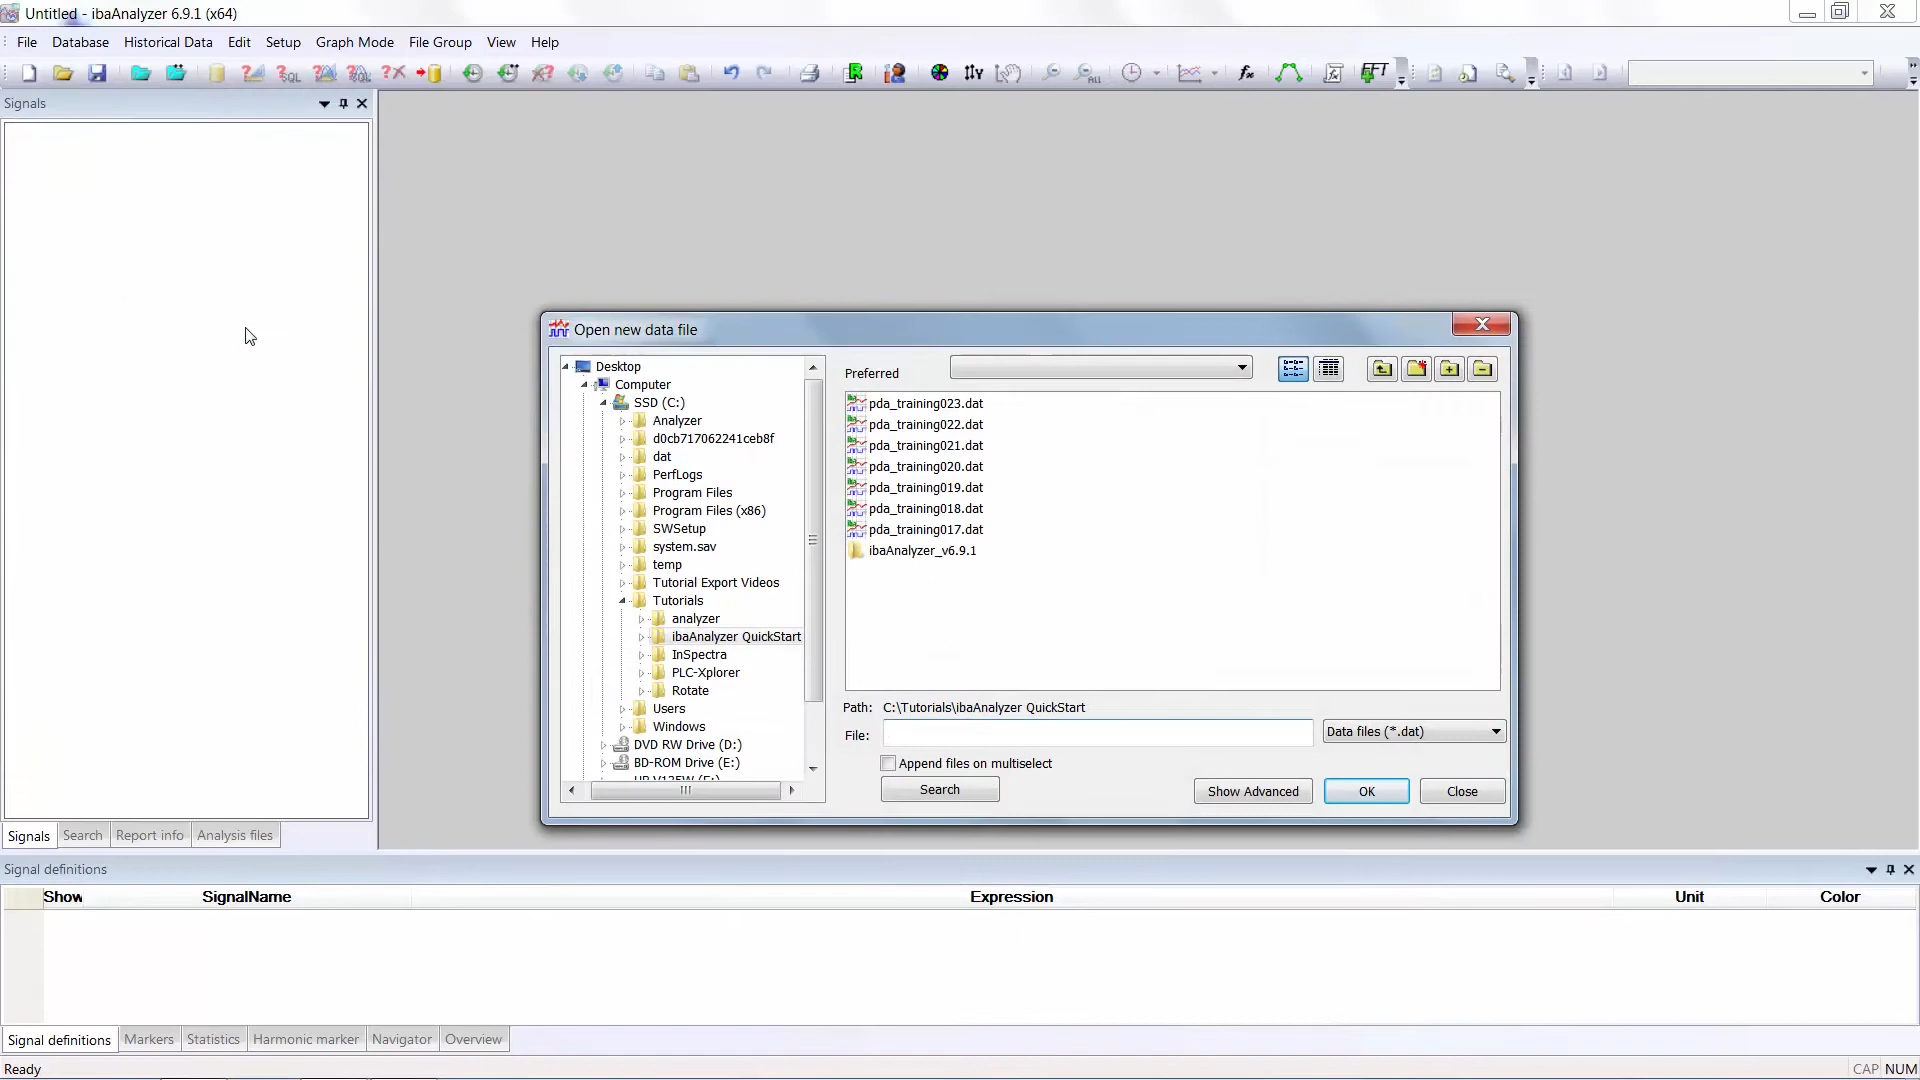 Untitled - ibaAnalyzer 6.9.1 (x64)
File Database Historical Data Edit Setup Graph Mode File Group View Help
SQL SQL ALL fx FFT
Signals
Open new data file
Desktop
Computer
SSD (C:)
Analyzer
d0cb717062241ceb8f
dat
PerfLogs
Program Files
Program Files (x86)
SWSetup
system.sav
temp
Tutorial Export Videos
Tutorials
analyzer
ibaAnalyzer QuickStart
InSpectra
PLC-Xplorer
Rotate
Users
Windows
DVD RW Drive (D:)
BD-ROM Drive (E:)
Preferred
pda_training023.dat
pda_training022.dat
pda_training021.dat
pda_training020.dat
pda_training019.dat
pda_training018.dat
pda_training017.dat
ibaAnalyzer_v6.9.1
Path: C:\Tutorials\ibaAnalyzer QuickStart
File: Data files (*.dat)
Append files on multiselect
Search Show Advanced OK Close
Signals Search Report info Analysis files
Signal definitions
Show SignalName Expression Unit Color
Signal definitions Markers Statistics Harmonic marker Navigator Overview
Ready CAP NUM